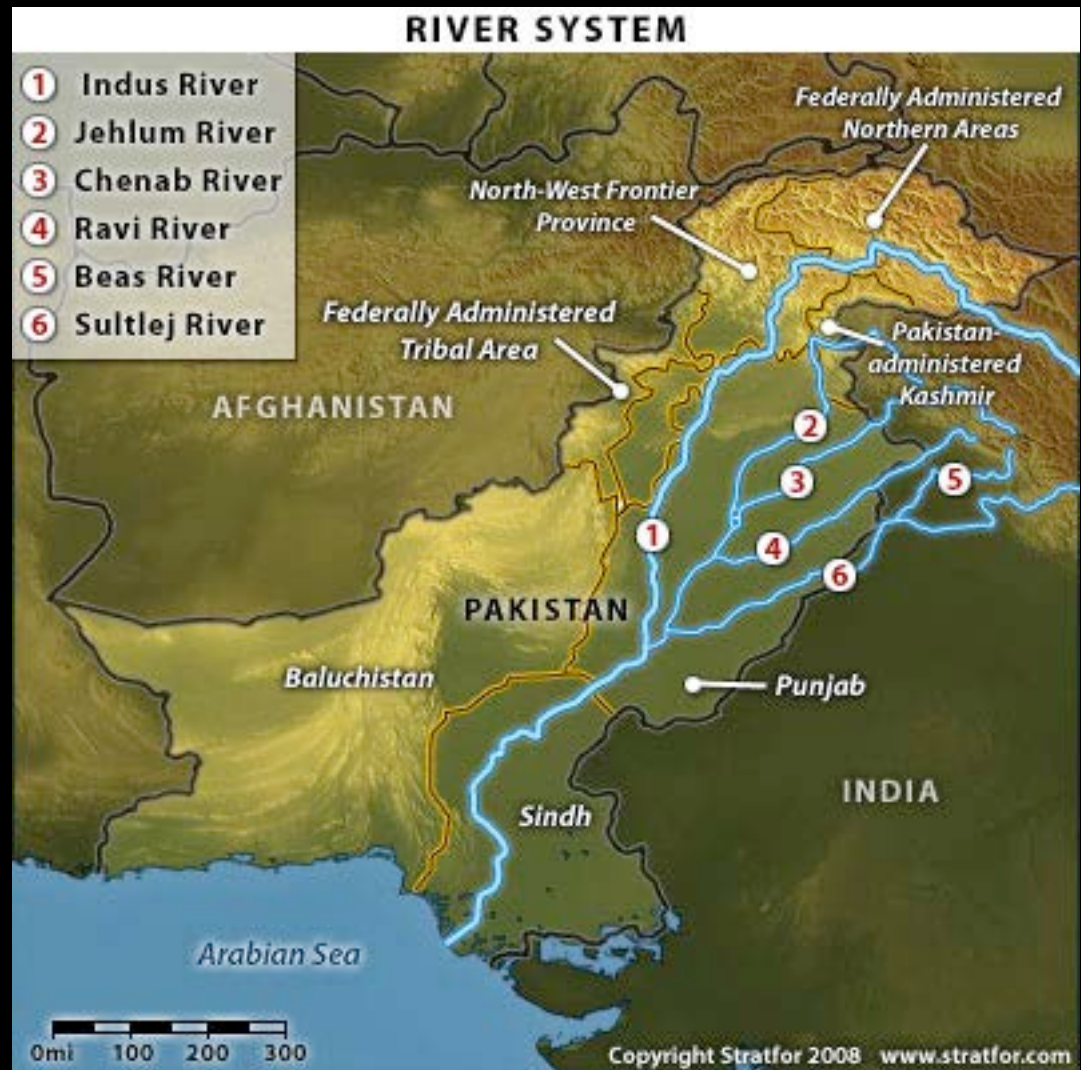 RIVER SYSTEM
1 Indus River
2 Jehlum River
3 Chenab River
4 Ravi River
5 Beas River
6 Sultlej River
Federally Administered
Northern Areas
North-West Frontier
Province
Federally Administered
Tribal Area
Pakistan-
administered
Kashmir
AFGHANISTAN
2
3
5
1
4
6
PAKISTAN
Baluchistan
Punjab
INDIA
Sindh
Arabian Sea
0mi 100 200 300
Copyright Stratfor 2008 www.stratfor.com